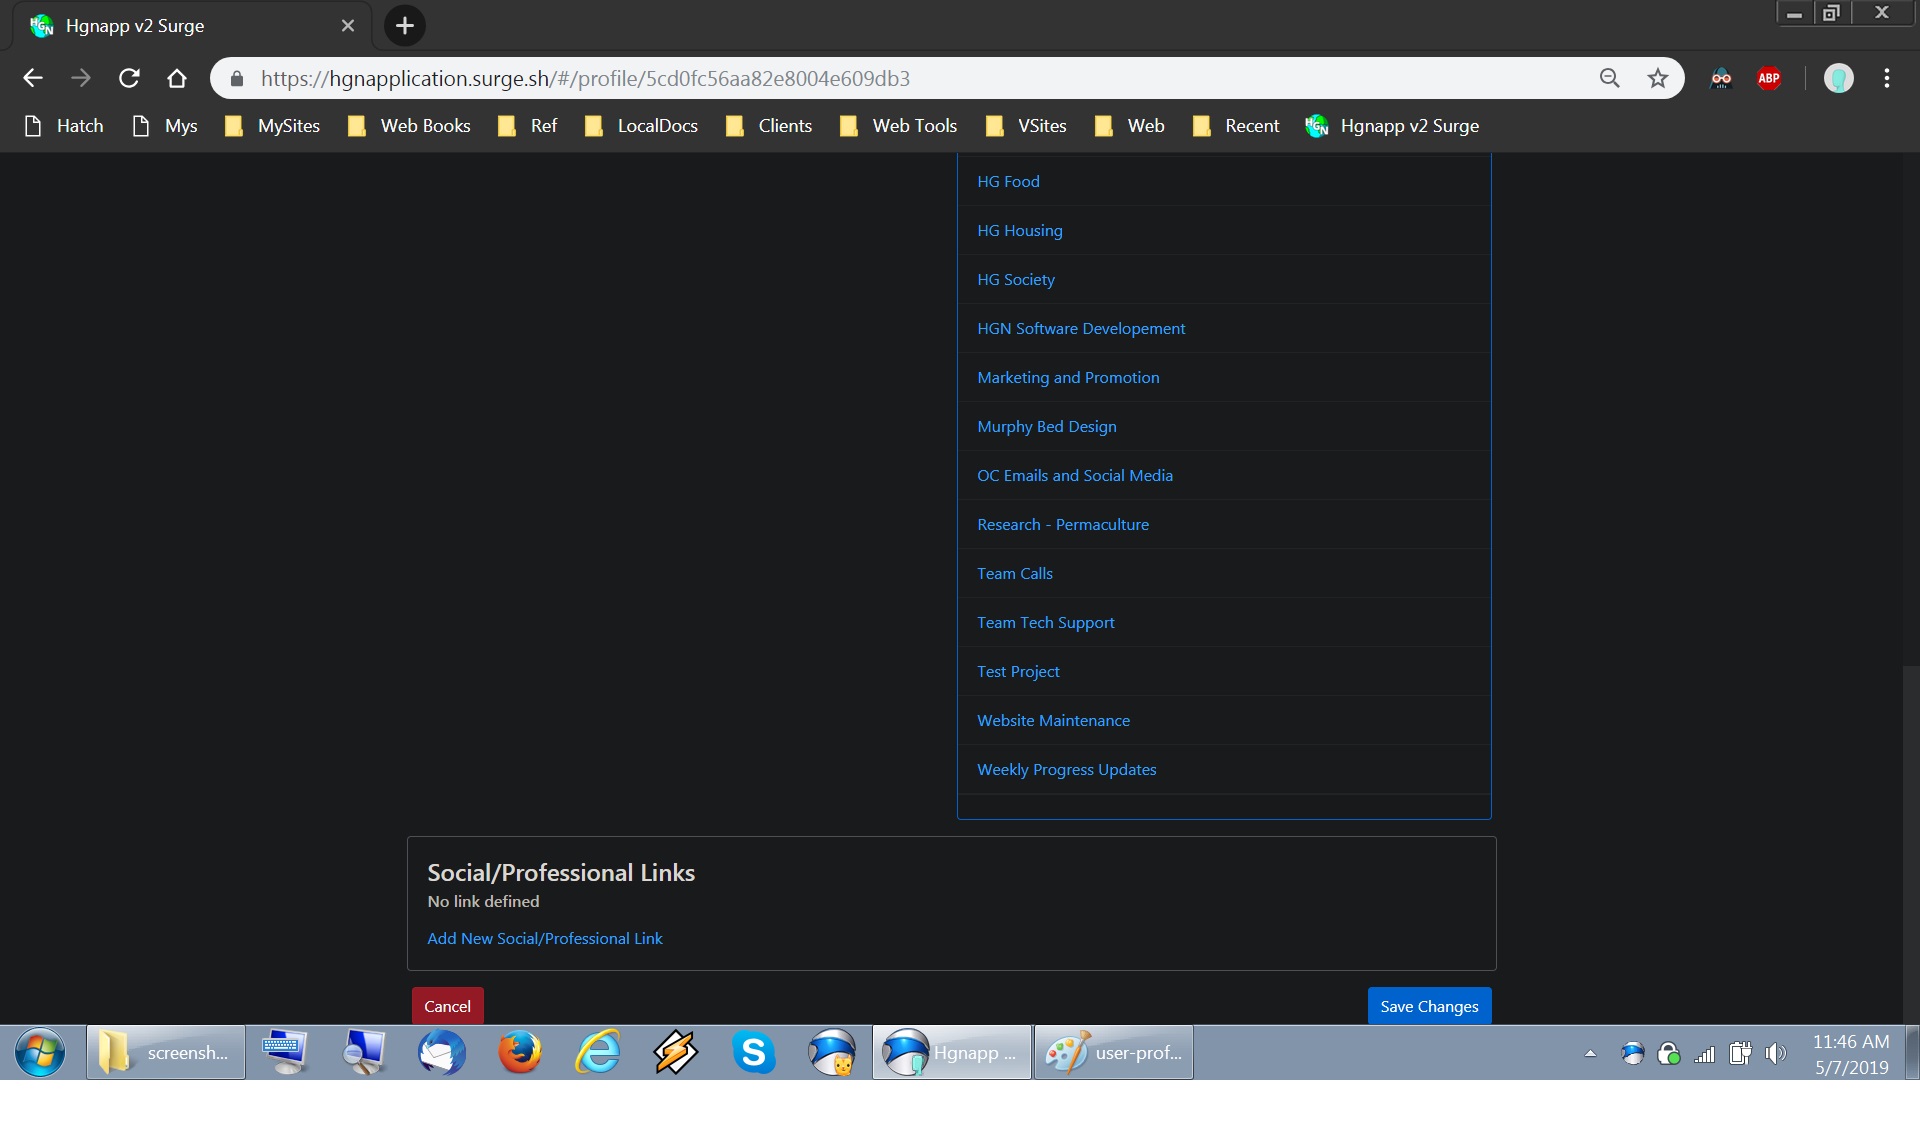 Hgnapp v2 Surge
https://hgnapplication.surge.sh/#/profile/5cd0fc56aa82e8004e609db3
ABP
Hatch Mys MySites Web Books Ref LocalDocs Clients Web Tools VSites Web Recent HGN Hgnapp v2 Surge
HG Food
HG Housing
HG Society
HGN Software Developement
Marketing and Promotion
Murphy Bed Design
OC Emails and Social Media
Research - Permaculture
Team Calls
Team Tech Support
Test Project
Website Maintenance
Weekly Progress Updates
Social/Professional Links
No link defined
Add New Social/Professional Link
Cancel Save Changes
screensh... Hgnapp ... user-prof... 11:46 AM
5/7/2019